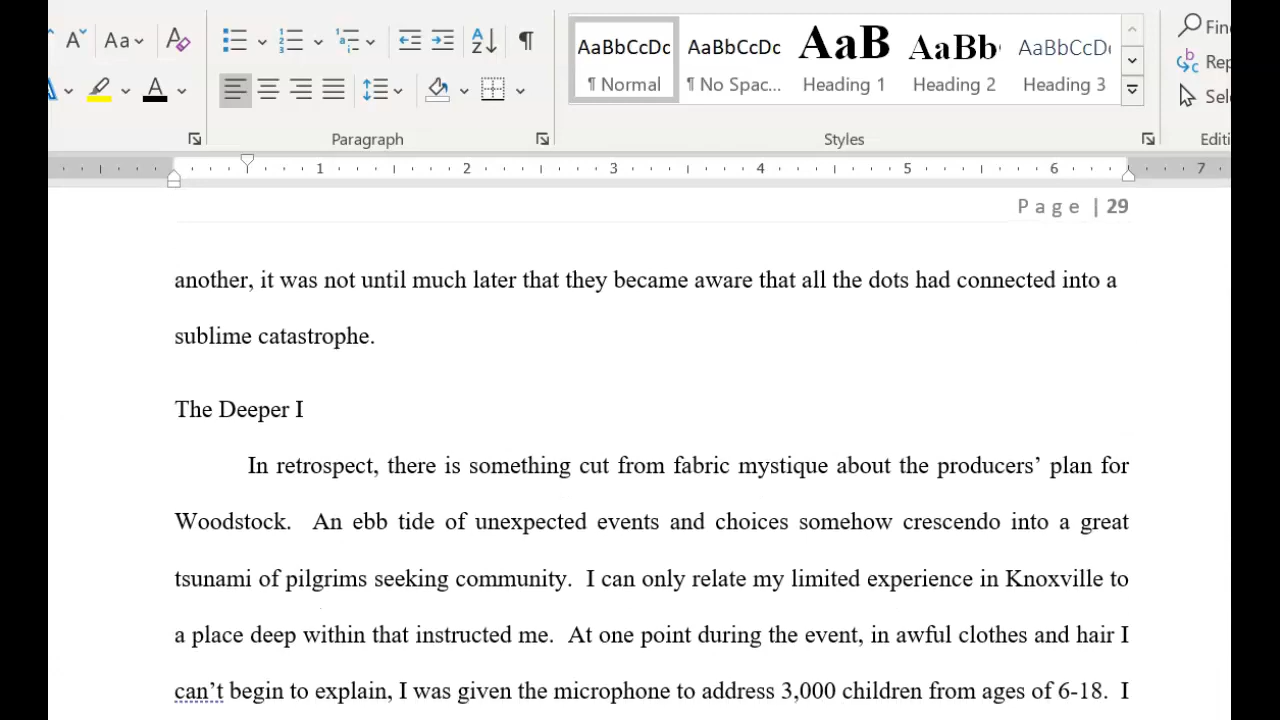 A Aa A
¶ AaBbCcDc AaBbCcDc AaB AaBb AaBbCcDc Fin
¶ Normal ¶ No Spac... Heading 1 Heading 2 Heading 3 Rep
A A Sel
Paragraph Styles Editi
1 2 3 4 5 6 7
Page | 29
another, it was not until much later that they became aware that all the dots had connected into a
sublime catastrophe.
The Deeper I
In retrospect, there is something cut from fabric mystique about the producers’ plan for
Woodstock.  An ebb tide of unexpected events and choices somehow crescendo into a great
tsunami of pilgrims seeking community.  I can only relate my limited experience in Knoxville to
a place deep within that instructed me.  At one point during the event, in awful clothes and hair I
can’t begin to explain, I was given the microphone to address 3,000 children from ages of 6-18.  I